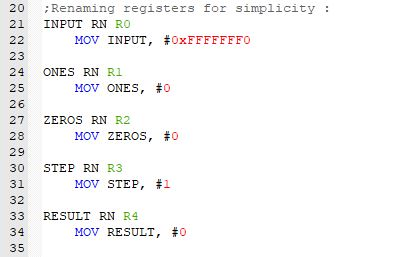 20 ;Renaming registers for simplicity :
21 INPUT RN R0
22 MOV INPUT, #0xFFFFFFF0
23
24 ONES RN R1
25 MOV ONES, #0
26
27 ZEROS RN R2
28 MOV ZEROS, #0
29
30 STEP RN R3
31 MOV STEP, #1
32
33 RESULT RN R4
34 MOV RESULT, #0
35